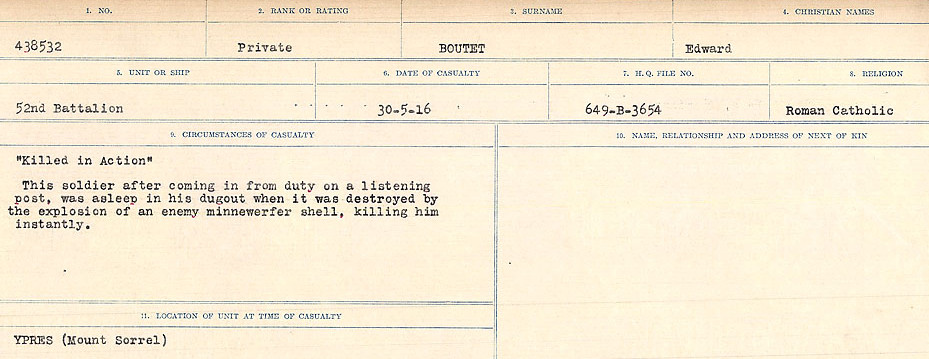 1. NO. 2. RANK OR RATING 3. SURNAME 4. CHRISTIAN NAMES
438532 Private BOUTET Edward
5. UNIT OR SHIP 6. DATE OF CASUALTY 7. H. Q. FILE NO. 8. RELIGION
52nd Battalion 30-5-16 649-B-3654 Roman Catholic
9. CIRCUMSTANCES OF CASUALTY 10. NAME, RELATIONSHIP AND ADDRESS OF NEXT OF KIN
"Killed in Action"
This soldier after coming in from duty on a listening
post, was asleep in his dugout when it was destroyed by
the explosion of an enemy minnewerfer shell, killing him
instantly.
11. LOCATION OF UNIT AT TIME OF CASUALTY
YPRES (Mount Sorrel)